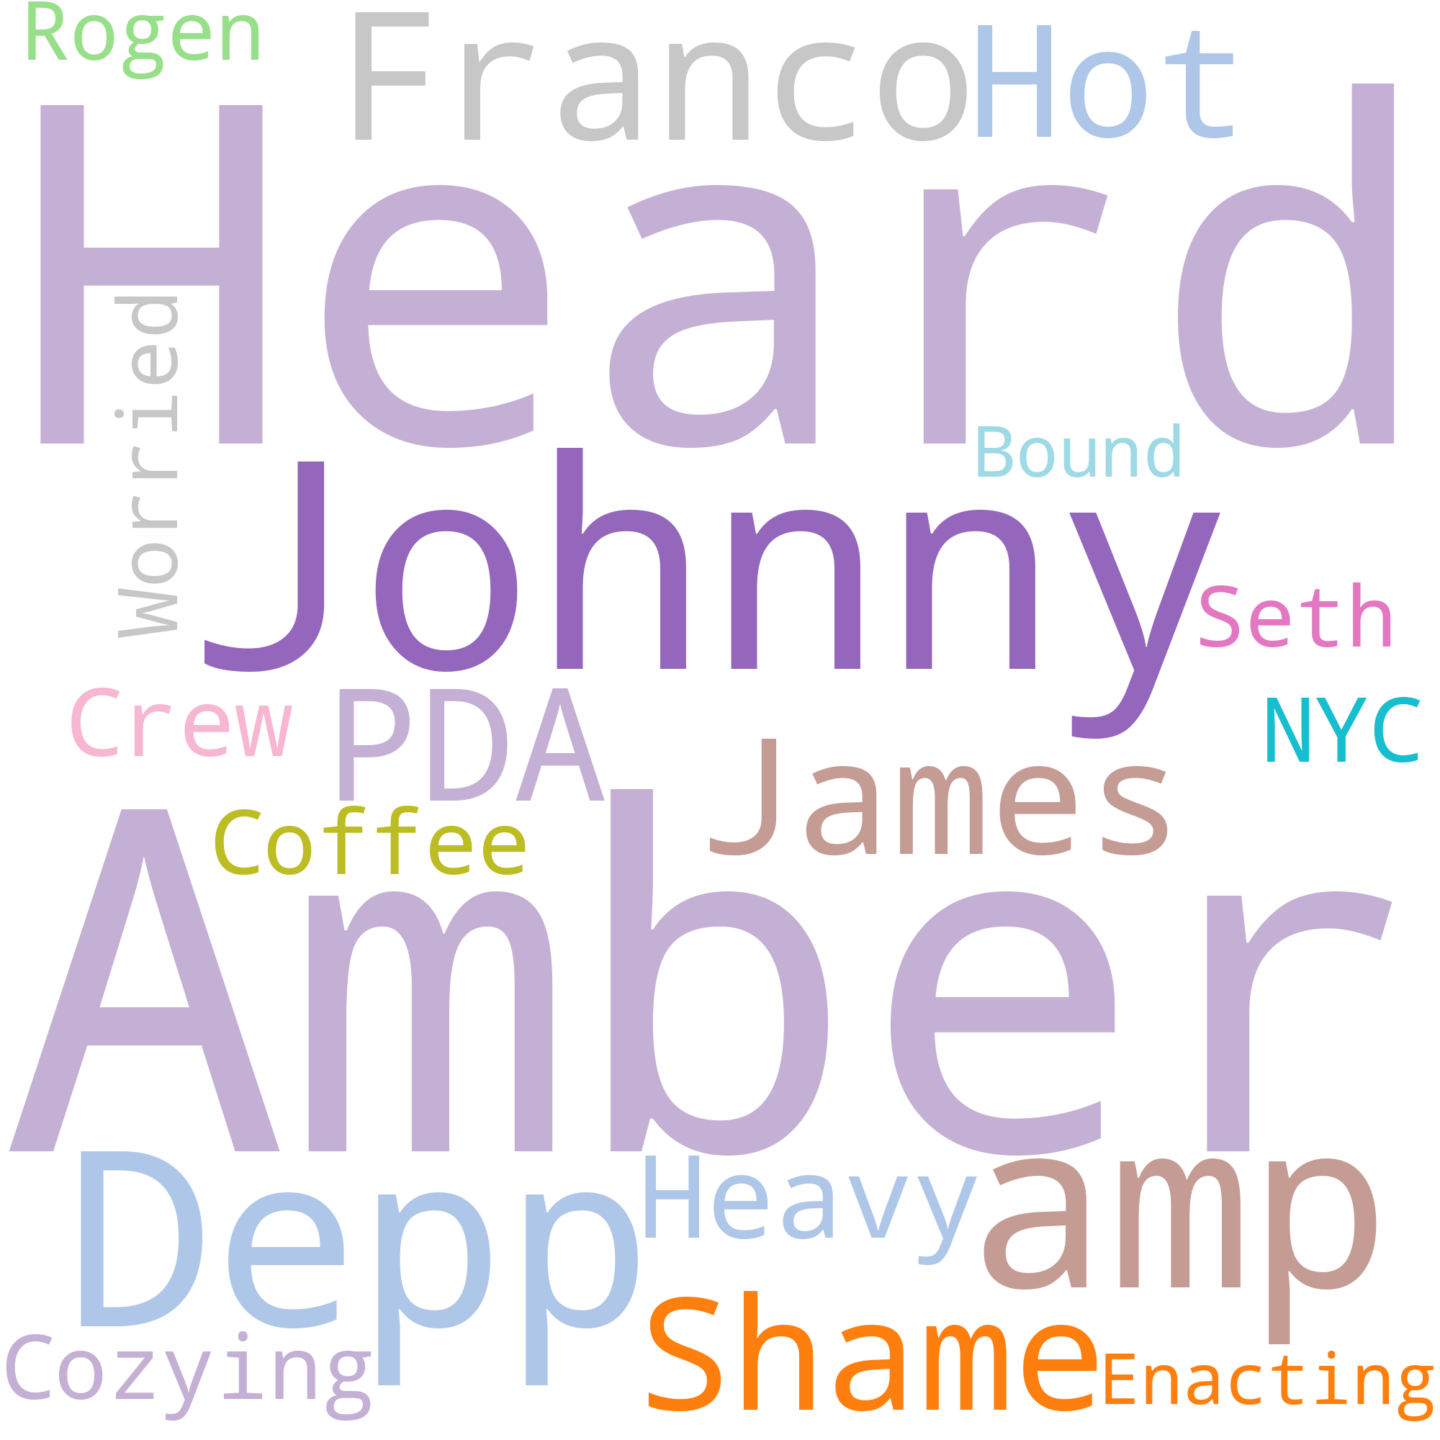 Rogen
Franco
Hot
Heard
Worried
Bound
Johnny
Seth
Crew
PDA
NYC
James
Coffee
Amber
Depp
Heavy
amp
Shame
Cozying
Enacting